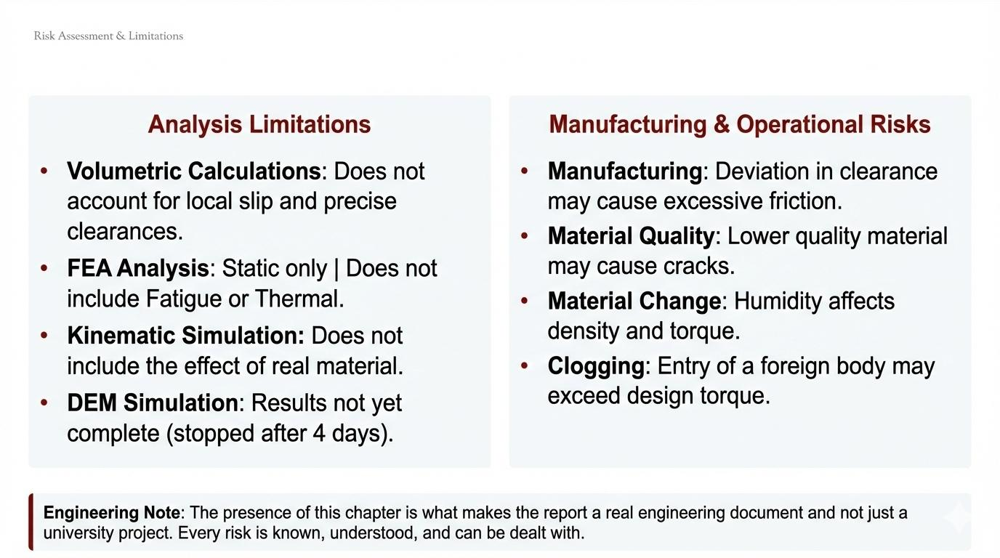 Risk Assessment & Limitations
Analysis Limitations
• Volumetric Calculations: Does not
account for local slip and precise
clearances.
• FEA Analysis: Static only | Does not
include Fatigue or Thermal.
• Kinematic Simulation: Does not
include the effect of real material.
• DEM Simulation: Results not yet
complete (stopped after 4 days).
Manufacturing & Operational Risks
• Manufacturing: Deviation in clearance
may cause excessive friction.
• Material Quality: Lower quality material
may cause cracks.
• Material Change: Humidity affects
density and torque.
• Clogging: Entry of a foreign body may
exceed design torque.
Engineering Note: The presence of this chapter is what makes the report a real engineering document and not just a
university project. Every risk is known, understood, and can be dealt with.